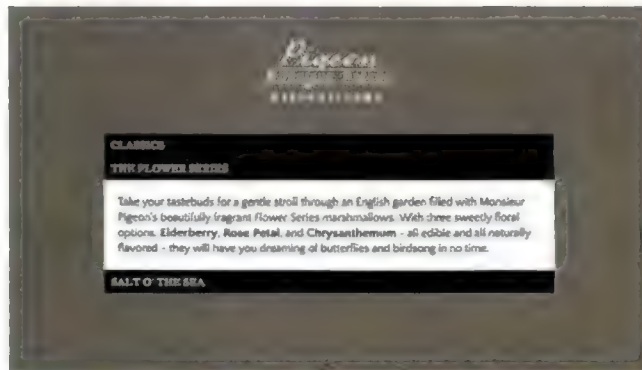 Pigeon
CLASSICS
THE FLOWER SERIES
Take your tastebuds for a gentle stroll through an English garden filled with Monsieur
Pigeon's beautifully fragrant Flower Series marshmallows. With three sweetly floral
options, Elderberry, Rose Petal, and Chrysanthemum - all edible and all naturally
flavored - they will have you dreaming of butterflies and birdsong in no time.
SALT O' THE SEA